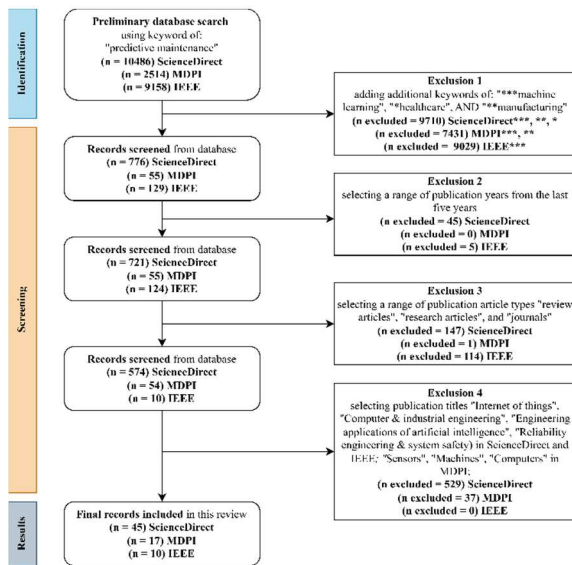 Identification
Preliminary database search
using keyword of:
"predictive maintenance"
(n = 10486) ScienceDirect
(n = 2514) MDPI
(n = 9158) IEEE
Exclusion 1
adding additional keywords of: "***machine
learning", "*healthcare", AND "**manufacturing"
(n excluded = 9710) ScienceDirect***, **, *
(n excluded = 7431) MDPI***, **
(n excluded = 9029) IEEE***
Screening
Records screened from database
(n = 776) ScienceDirect
(n = 55) MDPI
(n = 129) IEEE
Exclusion 2
selecting a range of publication years from the last
five years
(n excluded = 45) ScienceDirect
(n excluded = 0) MDPI
(n excluded = 5) IEEE
Records screened from database
(n = 721) ScienceDirect
(n = 55) MDPI
(n = 124) IEEE
Exclusion 3
selecting a range of publication article types "review
articles", "research articles", and "journals"
(n excluded = 147) ScienceDirect
(n excluded = 1) MDPI
(n excluded = 114) IEEE
Records screened from database
(n = 574) ScienceDirect
(n = 54) MDPI
(n = 10) IEEE
Exclusion 4
selecting publication titles "Internet of things",
"Computer & industrial engineering", "Engineering
applications of artificial intelligence", "Reliability
engineering & system safety) in ScienceDirect and
IEEE; "Sensors", "Machines", "Computers" in
MDPI;
(n excluded = 529) ScienceDirect
(n excluded = 37) MDPI
(n excluded = 0) IEEE
Results
Final records included in this review
(n = 45) ScienceDirect
(n = 17) MDPI
(n = 10) IEEE